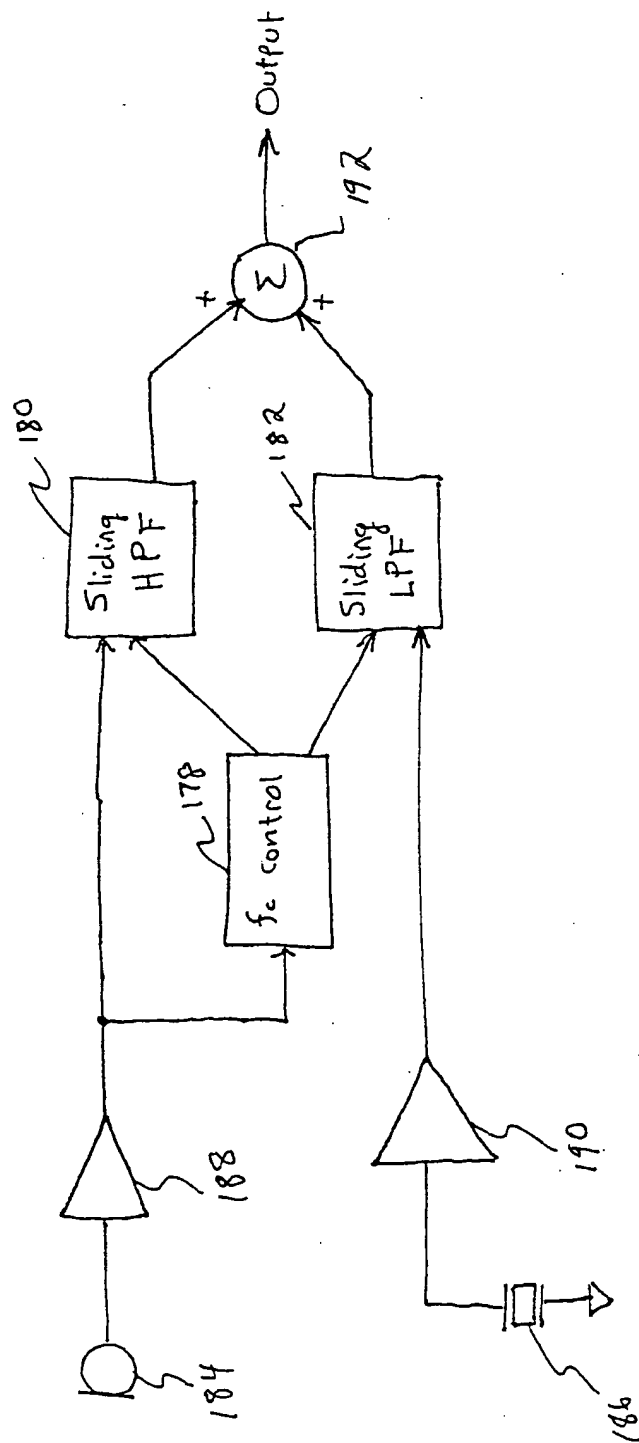 184
188
178
fc control
180
Sliding
HPF
182
Sliding
LPF
+
+
Σ
192
Output
186
190